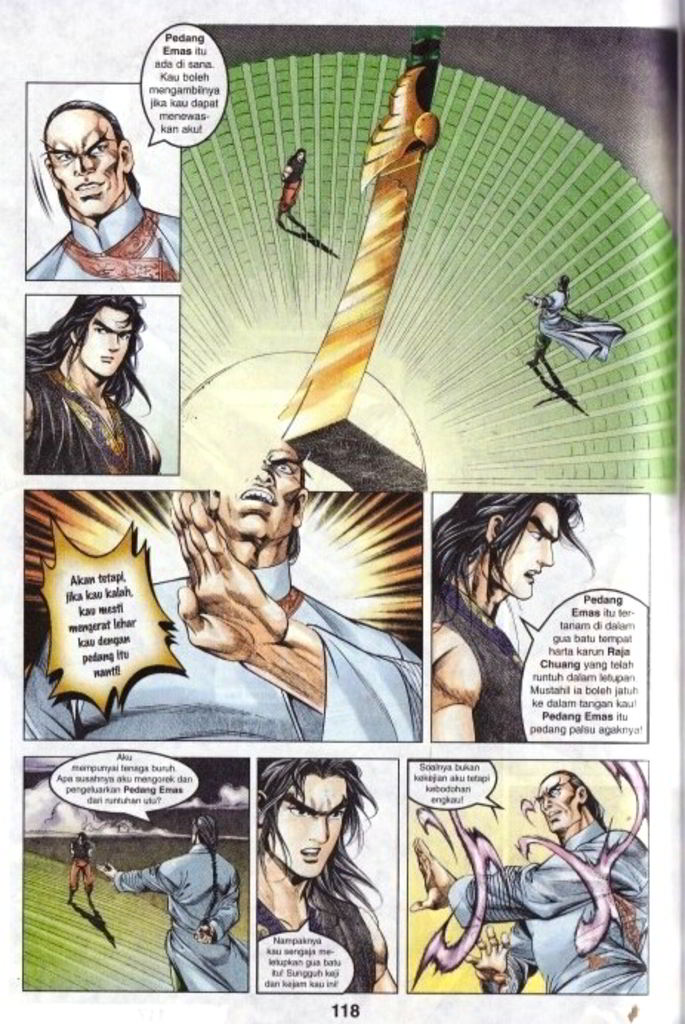 Pedang
Emas itu
ada di sana.
Kau boleh
mengambilnya
jika kau dapat
menewas-
kan aku!
Akan tetapi,
jika kau kalah,
kau mesti
mengerat leher
kau dengan
pedang itu
nanti!
Pedang
Emas itu ter-
tanam di dalam
gua batu tempat
harta karun Raja
Chuang yang telah
runtuh dalam letupan.
Mustahil ia boleh jatuh
ke dalam tangan kau!
Pedang Emas itu
pedang palsu agaknya!
Aku
mempunyai tenaga buruh.
Apa susahnya aku mengorek dan
pengeluarkan Pedang Emas
dari runtuhan utu?
Nampaknya
kau sengaja me-
letupkan gua batu
itu! Sungguh keji
dan kejam kau ini!
Soalnya bukan
kekejian aku tetapi
kebodohan
engkau!
118